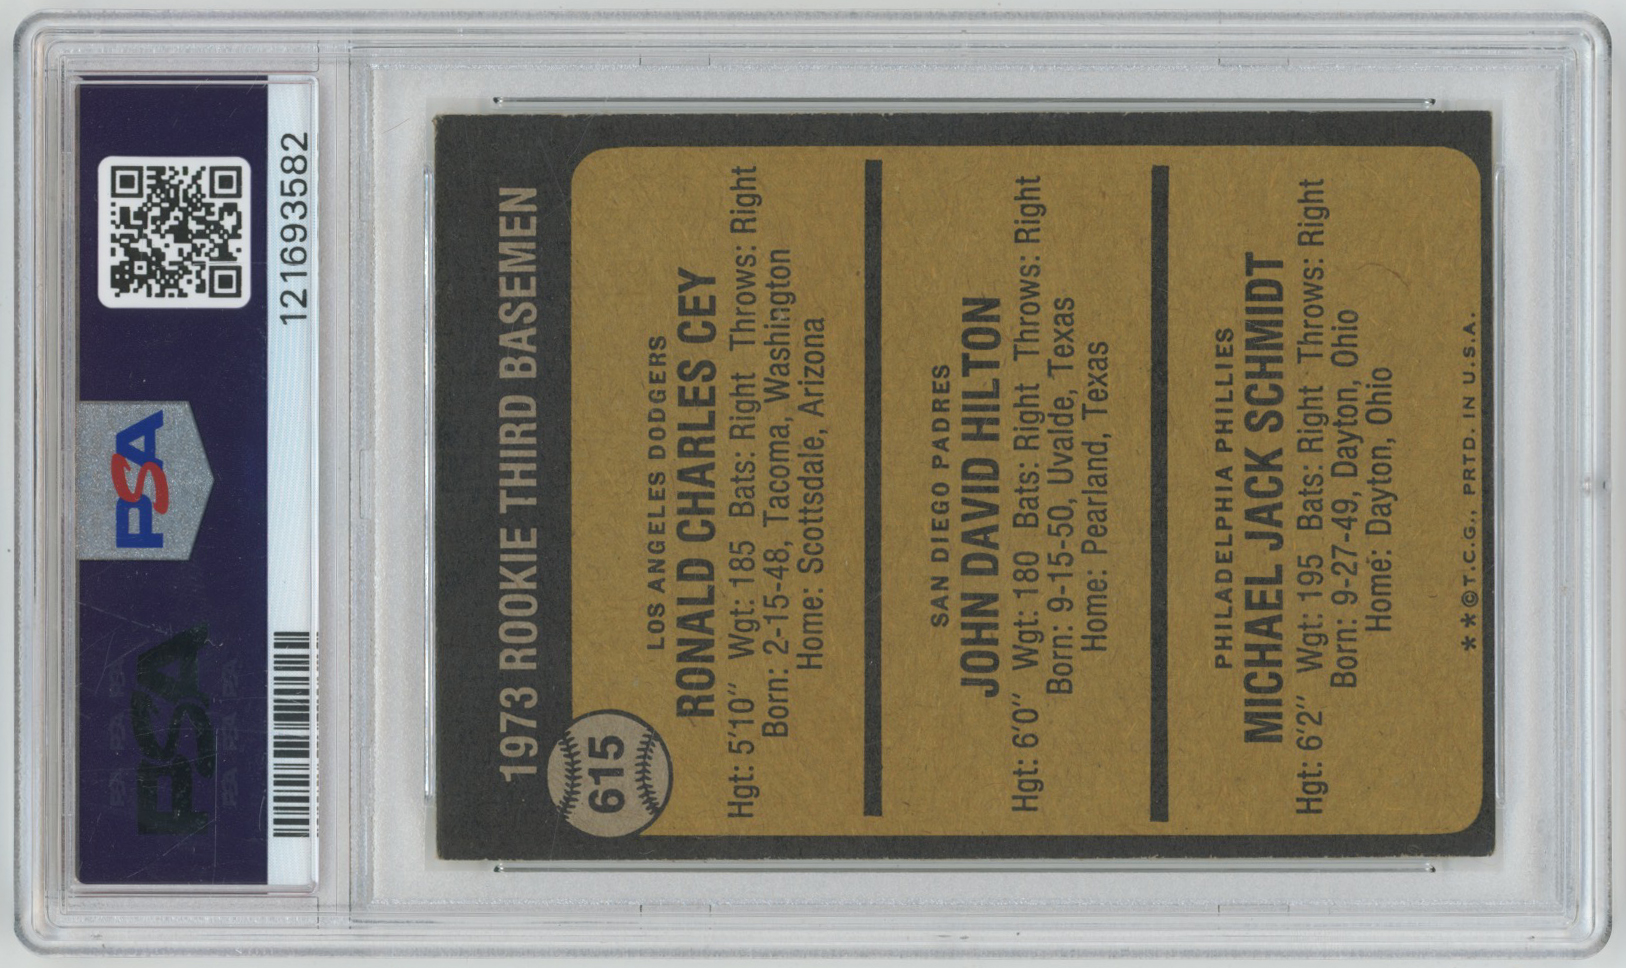 PSA
121693582
PSA
1973 ROOKIE THIRD BASEMEN
615
LOS ANGELES DODGERS
RONALD CHARLES CEY
Hgt: 5'10" Wgt: 185 Bats: Right Throws: Right
Born: 2-15-48, Tacoma, Washington
Home: Scottsdale, Arizona
SAN DIEGO PADRES
JOHN DAVID HILTON
Hgt: 6'0" Wgt: 180 Bats: Right Throws: Right
Born: 9-15-50, Uvalde, Texas
Home: Pearland, Texas
PHILADELPHIA PHILLIES
MICHAEL JACK SCHMIDT
Hgt: 6'2" Wgt: 195 Bats: Right Throws: Right
Born: 9-27-49, Dayton, Ohio
Home: Dayton, Ohio
**©T.C.G., PRTD. IN U.S.A.